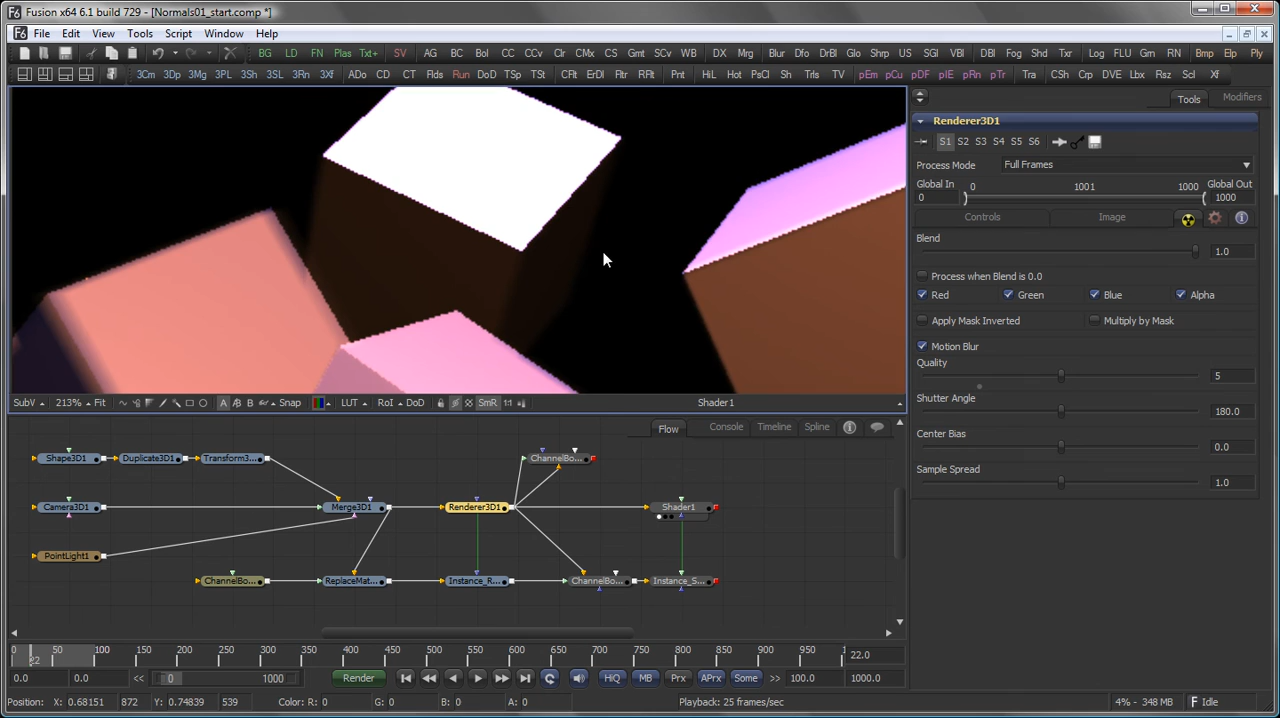 Fusion x64 6.1 build 729 - [Normals01_start.comp *]
File Edit View Tools Script Window Help
BG LD FN Plas Txt+ SV AG BC Bol CC CCv Clr CMx CS Gmt SCv WB DX Mrg Blur Dfo DrBl Glo Shrp US SGl VBl DBl Fog Shd Txr Log FLU Gm RN Bmp Elp Ply
3Cm 3Dp 3Mg 3PL 3Sh 3SL 3Rn 3Xf ADo CD CT Flds Run DoD TSp TSt CFlt ErDl Fltr RFlt Pnt HiL Hot PsCl Sh Trls TV pEm pCu pDF pIE pRn pTr Tra CSh Crp DVE Lbx Rsz Scl Xf
Tools Modifiers
Renderer3D1
S1 S2 S3 S4 S5 S6
Process Mode Full Frames
Global In 0 1001 1000 Global Out
0 1000
Controls Image
Blend
1.0
Process when Blend is 0.0
Red Green Blue Alpha
Apply Mask Inverted Multiply by Mask
Motion Blur
Quality
5
Shutter Angle
180.0
Center Bias
0.0
Sample Spread
1.0
SubV 213% Fit A B Snap LUT RoI DoD SmR 1:1 Shader1
Flow Console Timeline Spline
Shape3D1 Duplicate3D1 Transform3... ChannelBo...
Camera3D1 Merge3D1 Renderer3D1 Shader1
PointLight1
ChannelBo... ReplaceMat... Instance_R... ChannelBo... Instance_S...
0 50 100 150 200 250 300 350 400 450 500 550 600 650 700 750 800 850 900 950 1
22 22.0
0.0 0.0 << 0 1000 Render HiQ MB Prx APrx Some >> 100.0 1000.0
Position: X: 0.68151 872 Y: 0.74839 539 Color: R: 0 G: 0 B: 0 A: 0 Playback: 25 frames/sec 4% - 348 MB Idle